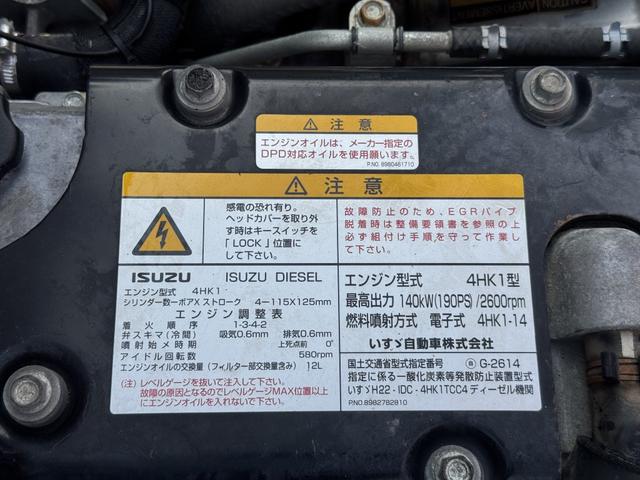 CAUTION
AVERTISSEMENT
⚠ 注意
エンジンオイルは、メーカー指定の
DPD対応オイルを使用願います。
P.NO. 8980461710
⚠ 注意
感電の恐れ有り。
ヘッドカバーを取り外
す時はキースイッチを
「LOCK」位置に
して下さい。
故障防止のため、EGRパイプ
脱着時は整備要領書を参照の上
必ず組付け手順を守って作業し
て下さい。
ISUZU ISUZU DIESEL
エンジン型式 4HK1
シリンダー数ーボアX ストローク 4－115X125mm
エンジン調整表
着火順序 1-3-4-2
弁スキマ(冷間) 吸気0.6mm 排気0.6mm
噴射始メ時期 上死点前 0°
アイドル回転数 580rpm
エンジンオイルの交換量 (フィルター部交換量含み) 12L
(注) レベルゲージを抜いて注入して下さい。
故障の原因となるのでレベルゲージMAX位置以上
にエンジンオイルを入れないで下さい。
エンジン型式 4HK1型
最高出力 140kW(190PS)/2600rpm
燃料噴射方式 電子式 4HK1-14
いすゞ自動車株式会社
国土交通省型式指定番号 G-2614
指定に係る一酸化炭素等発散防止装置型式
いすゞH22-IDC-4HK1TCC4ディーゼル機関
P.NO.8982782810